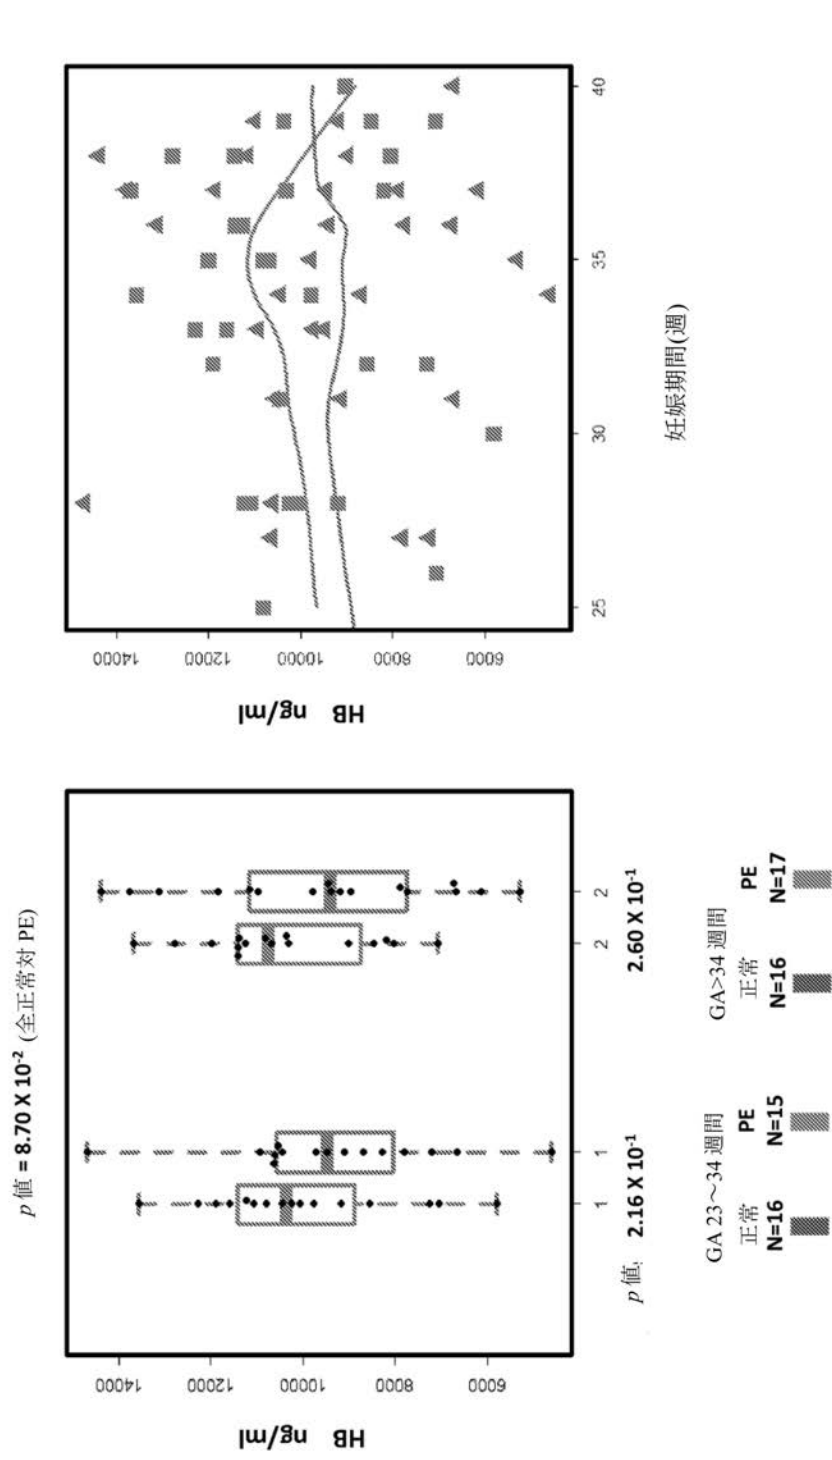 p 値 = 8.70 X 10-2 (全正常対 PE)
HB ng/ml
14000
12000
10000
8000
6000
1 1 2 2
p 値: 2.16 X 10-1 2.60 X 10-1
GA 23～34 週間
正常 PE
N=16 N=15
GA>34 週間
正常 PE
N=16 N=17
HB ng/ml
14000
12000
10000
8000
6000
25 30 35 40
妊娠期間(週)